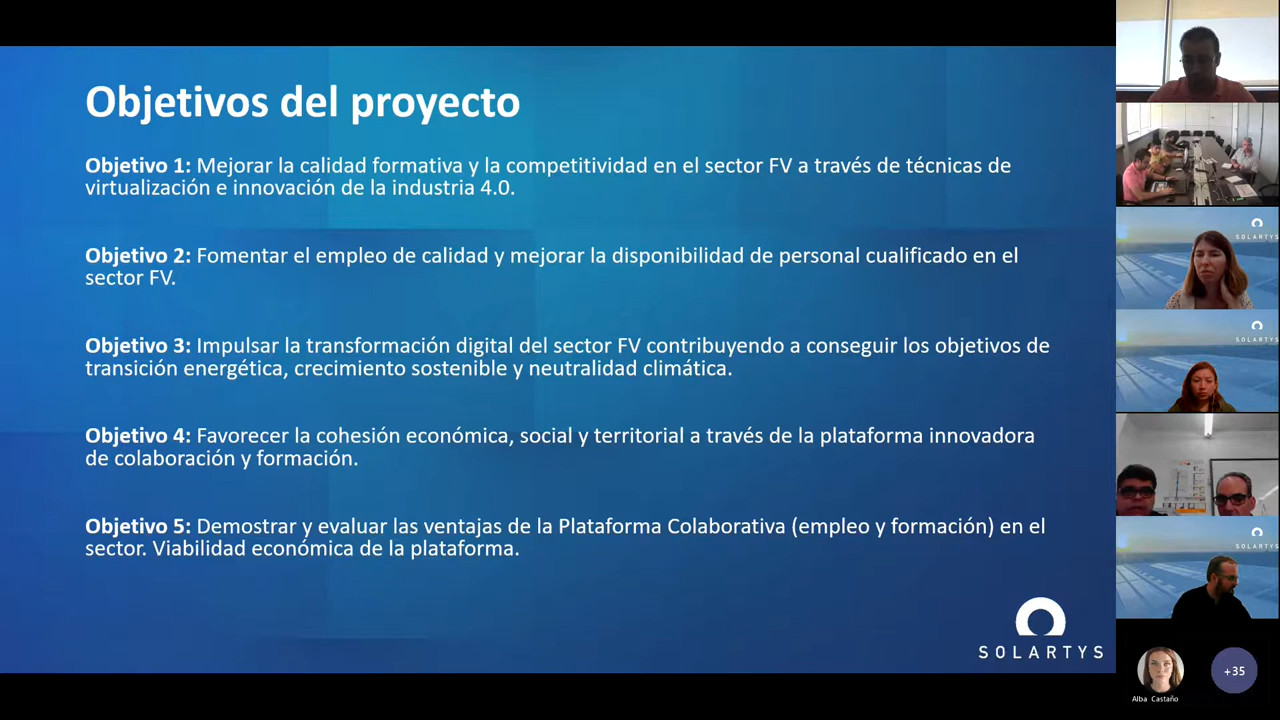 Objetivos del proyecto
Objetivo 1: Mejorar la calidad formativa y la competitividad en el sector FV a través de técnicas de
virtualización e innovación de la industria 4.0.
Objetivo 2: Fomentar el empleo de calidad y mejorar la disponibilidad de personal cualificado en el
sector FV.
Objetivo 3: Impulsar la transformación digital del sector FV contribuyendo a conseguir los objetivos de
transición energética, crecimiento sostenible y neutralidad climática.
Objetivo 4: Favorecer la cohesión económica, social y territorial a través de la plataforma innovadora
de colaboración y formación.
Objetivo 5: Demostrar y evaluar las ventajas de la Plataforma Colaborativa (empleo y formación) en el
sector. Viabilidad económica de la plataforma.
SOLARTYS
SOLARTYS
SOLARTYS
SOLARTYS
Alba Castaño
+35